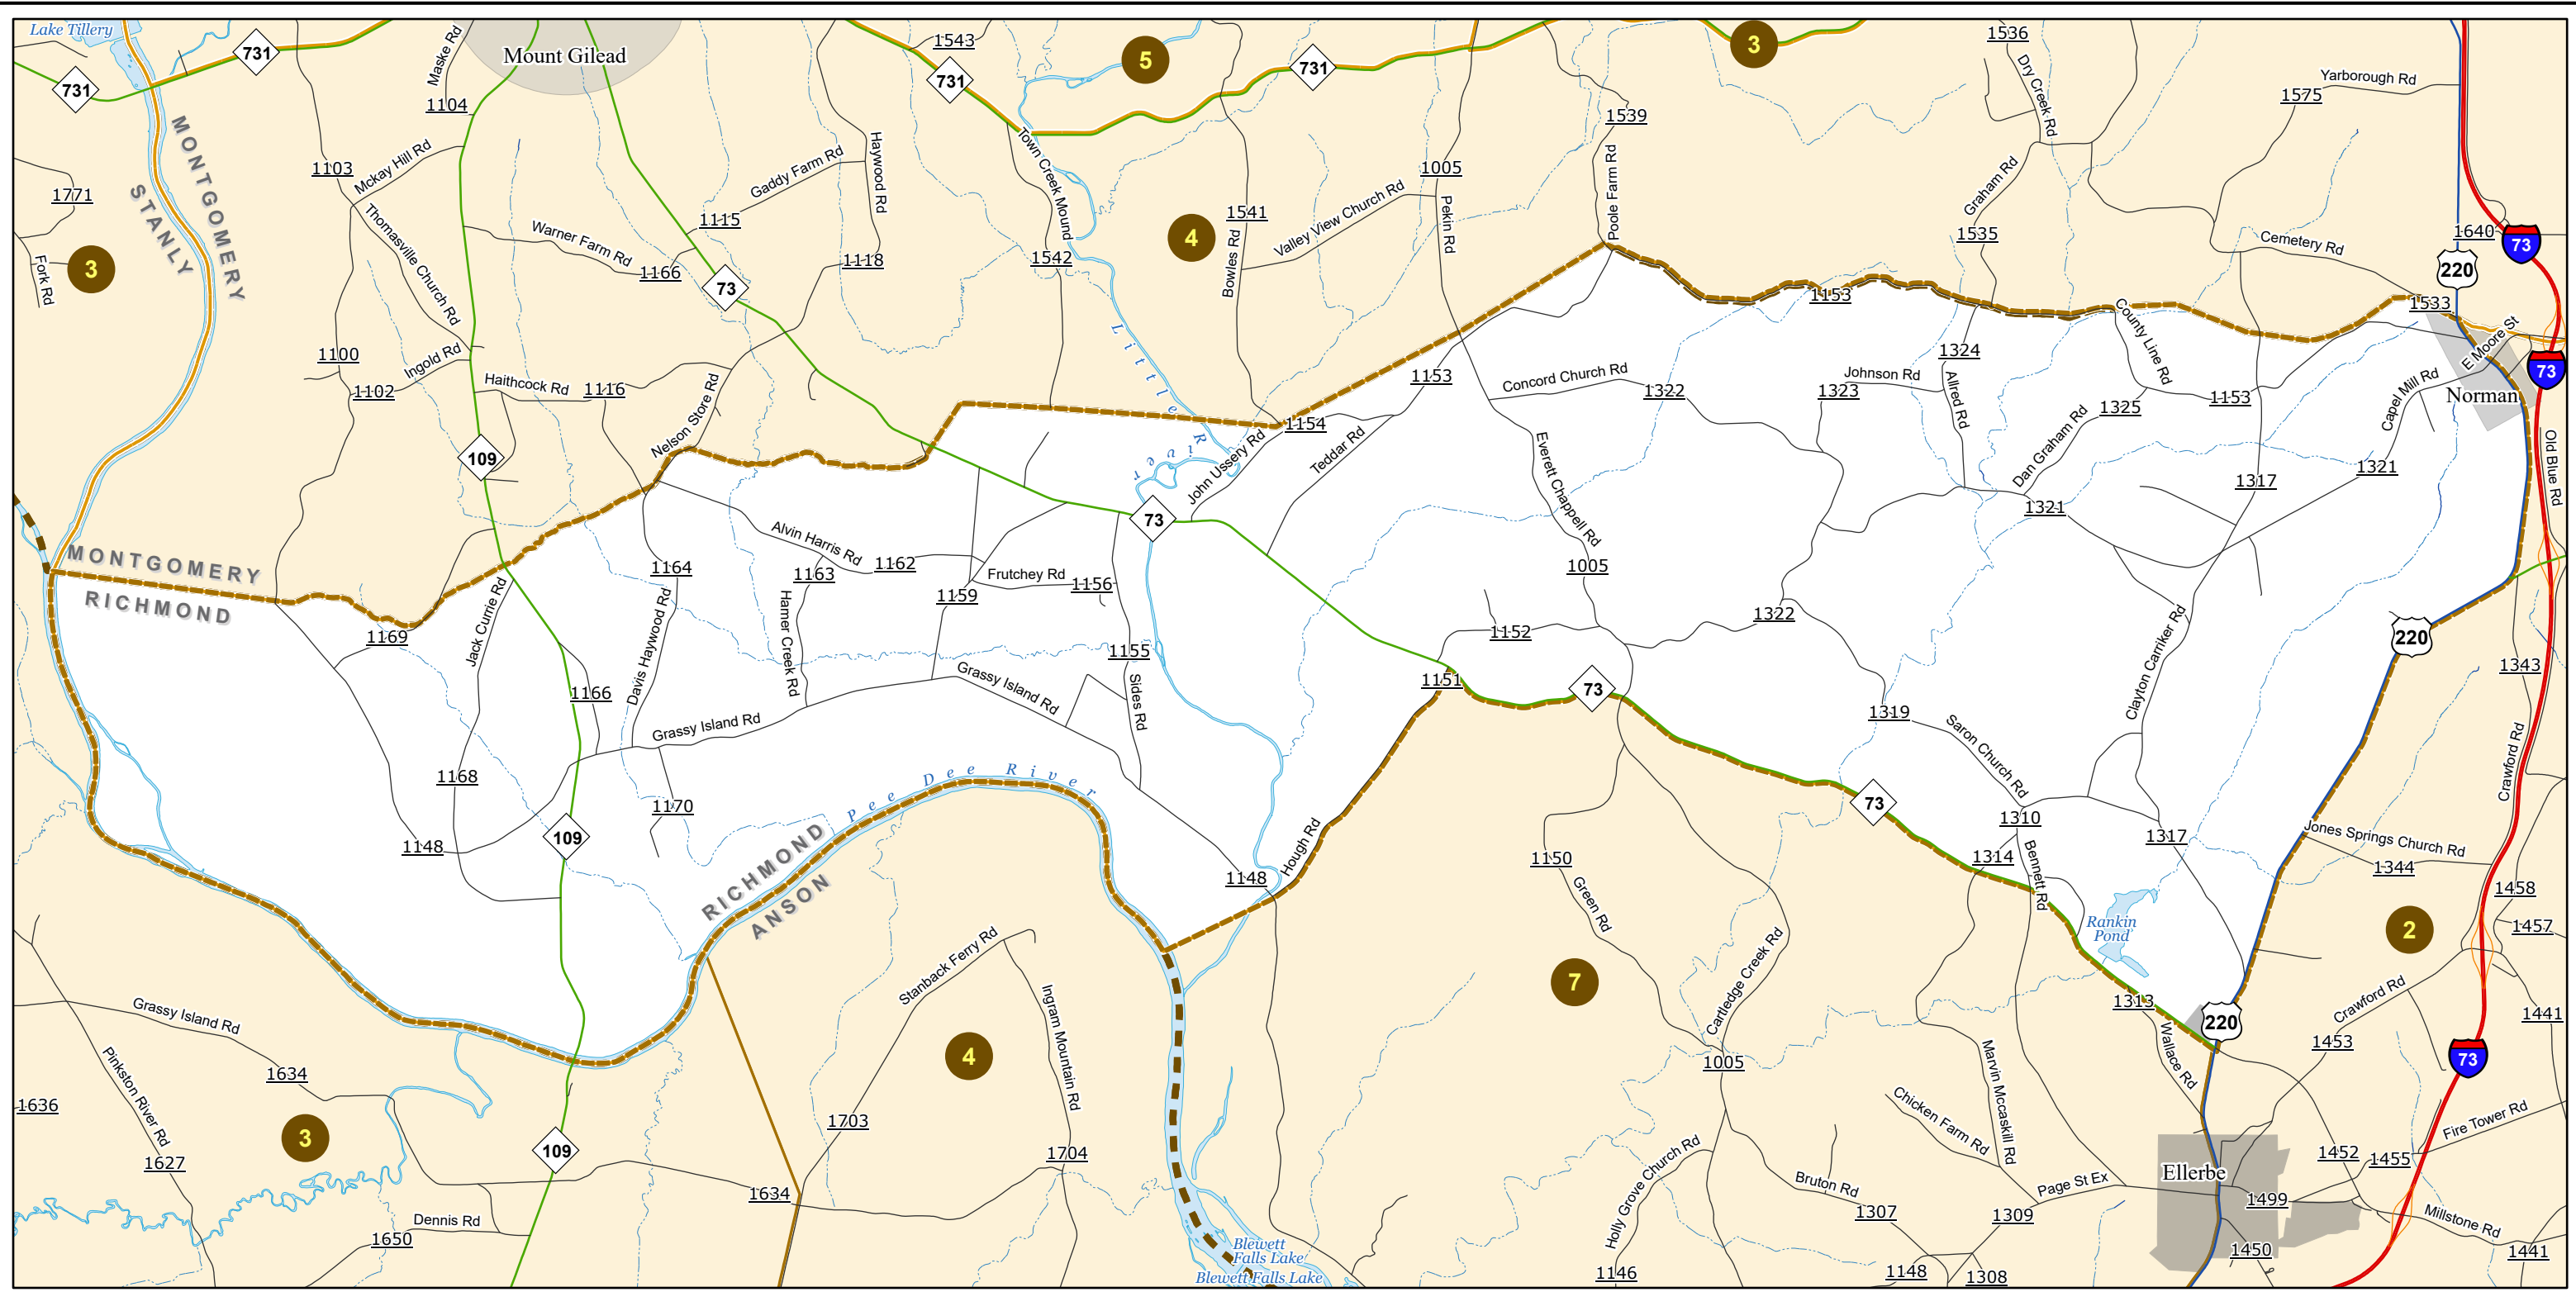 Lake Tillery
731
731
Maske Rd
1104
Mount Gilead
1543
731
5
731
3
1536
Dry Creek Rd
Yarborough Rd
1575
MONTGOMERY
STANLY
1771
Fork Rd
3
1103
Mckay Hill Rd
Thomasville Church Rd
1100
1102
Ingold Rd
Warner Farm Rd
1166
1115
Gaddy Farm Rd
Haywood Rd
1118
73
Haithcock Rd
1116
Nelson Store Rd
109
Town Creek Mound
1542
Little River
4
1541
Bowles Rd
Valley View Church Rd
1005
Pekin Rd
1539
Poole Farm Rd
Graham Rd
1535
Cemetery Rd
1640
73
220
1533
E Moore St
73
Norman
Old Blue Rd
1153
County Line Rd
1324
Allred Rd
Johnson Rd
1323
1325
Dan Graham Rd
1153
Capel Mill Rd
1321
1317
1321
1153
Concord Church Rd
1322
1154
John Ussery Rd
Teddar Rd
Everett Chappell Rd
1005
73
MONTGOMERY
RICHMOND
1169
Jack Currie Rd
1164
Alvin Harris Rd
1162
1163
Hamer Creek Rd
Davis Haywood Rd
1166
Frutchey Rd
1156
1159
1155
Sides Rd
Grassy Island Rd
Grassy Island Rd
1168
1148
109
1170
Pee Dee River
RICHMOND
ANSON
1148
Hough Rd
1151
1152
73
1322
1319
Saron Church Rd
Clayton Carriker Rd
220
1343
Crawford Rd
73
1310
1314
Bennett Rd
1317
Jones Springs Church Rd
1344
1458
1457
2
1150
Green Rd
7
Cartledge Creek Rd
1005
Rankin
Pond
1313
Wallace Rd
220
Crawford Rd
1453
1441
73
Stanback Ferry Rd
Ingram Mountain Rd
4
1703
1704
1634
Grassy Island Rd
1634
Pinkston River Rd
1636
1627
3
109
Dennis Rd
1650
Blewett
Falls Lake
Blewett Falls Lake
Holly Grove Church Rd
1146
Bruton Rd
1307
Chicken Farm Rd
Marvin Mccaskill Rd
1309
Page St Ex
1148
1308
Ellerbe
1499
1450
1452
1455
Fire Tower Rd
Millstone Rd
1441